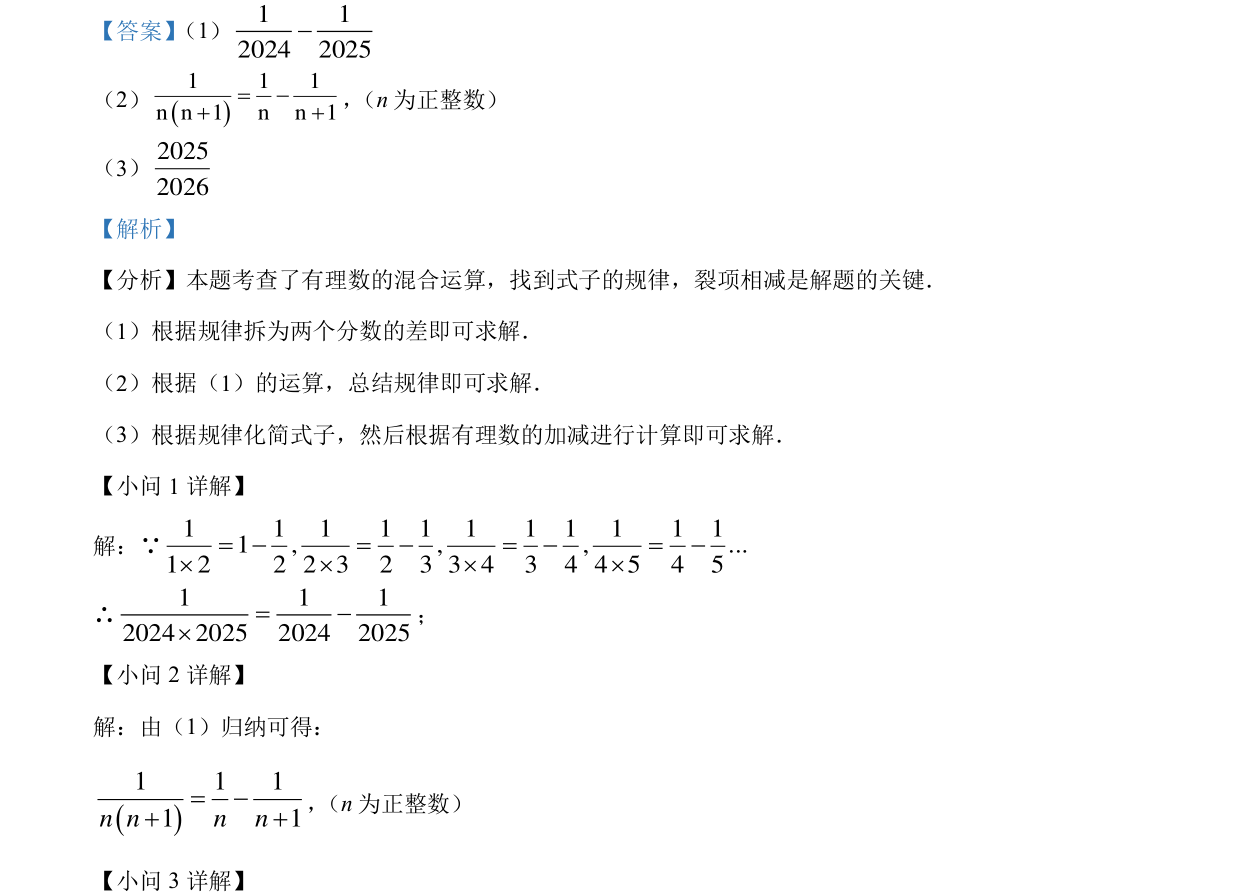 【答案】（1）1/2024 − 1/2025
（2）1/(n(n+1)) = 1/n − 1/(n+1)，（n 为正整数）
（3）2025/2026
【解析】
【分析】本题考查了有理数的混合运算，找到式子的规律，裂项相减是解题的关键．
（1）根据规律拆为两个分数的差即可求解．
（2）根据（1）的运算，总结规律即可求解．
（3）根据规律化简式子，然后根据有理数的加减进行计算即可求解．
【小问 1 详解】
解：∵ 1/(1×2) = 1 − 1/2, 1/(2×3) = 1/2 − 1/3, 1/(3×4) = 1/3 − 1/4, 1/(4×5) = 1/4 − 1/5 ...
∴ 1/(2024×2025) = 1/2024 − 1/2025；
【小问 2 详解】
解：由（1）归纳可得：
1/(n(n+1)) = 1/n − 1/(n+1)，（n 为正整数）
【小问 3 详解】